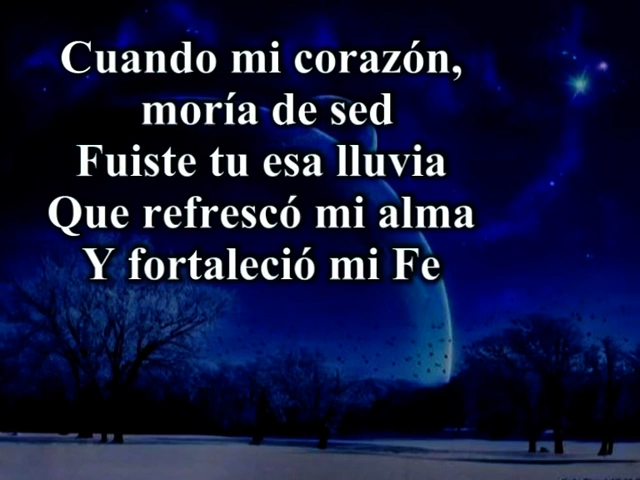 Cuando mi corazón,
moría de sed
Fuiste tu esa lluvia
Que refrescó mi alma
Y fortaleció mi Fe